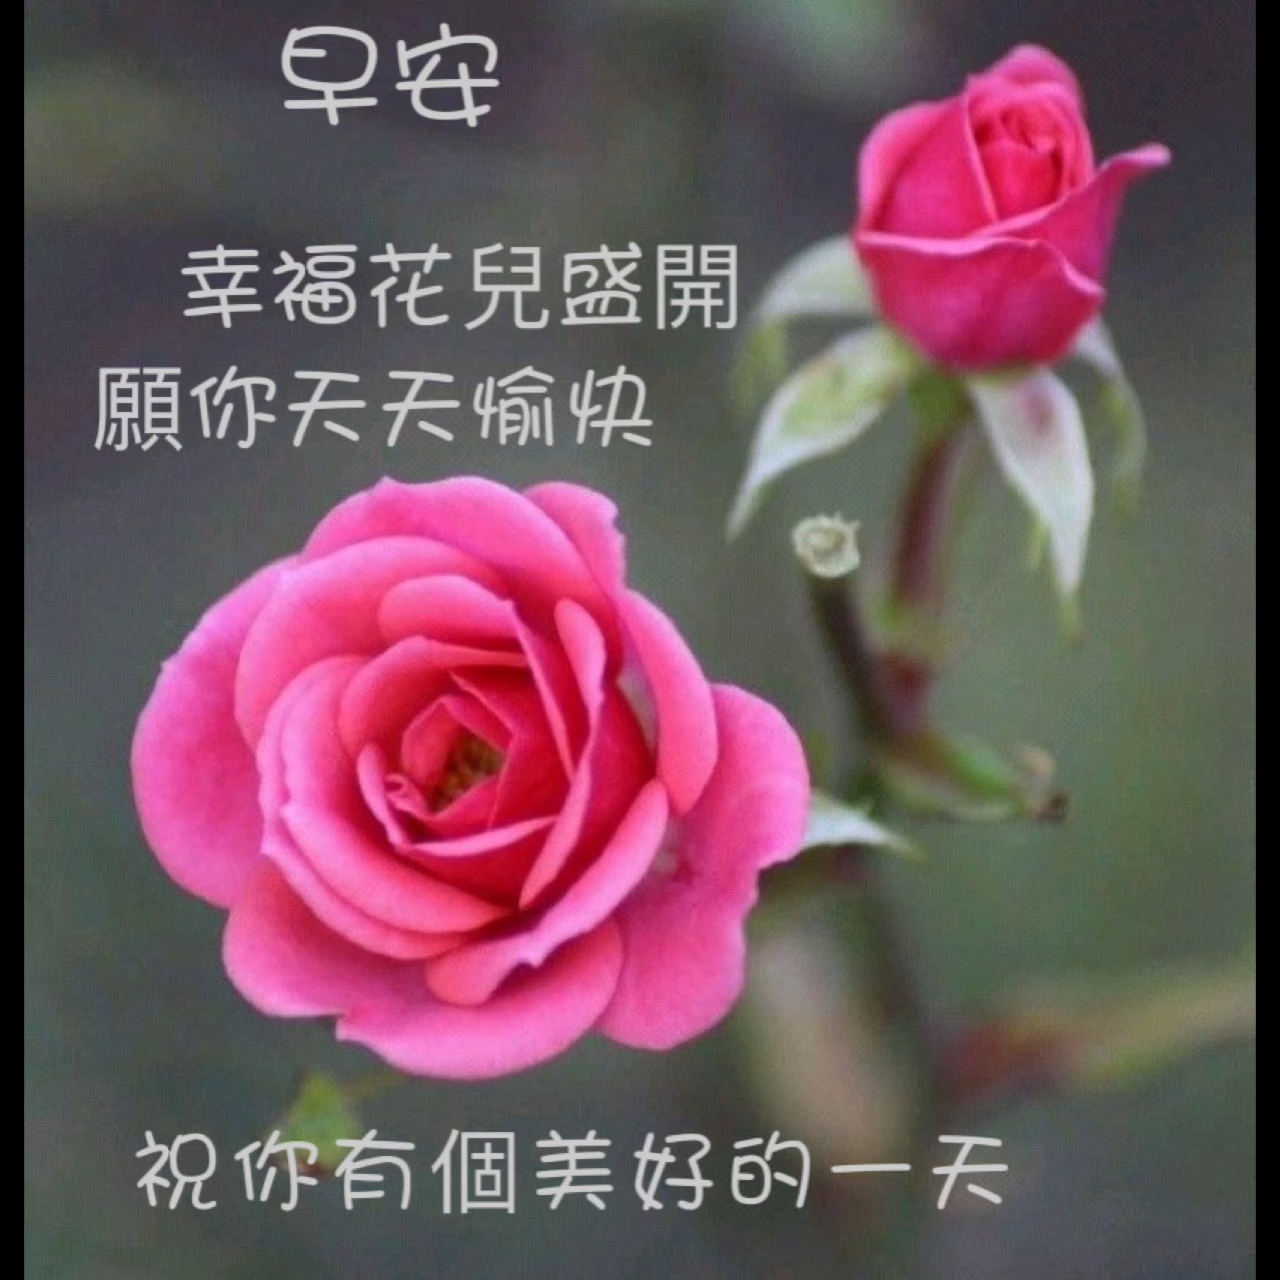 早安
幸福花兒盛開
願你天天愉快
祝你有個美好的一天